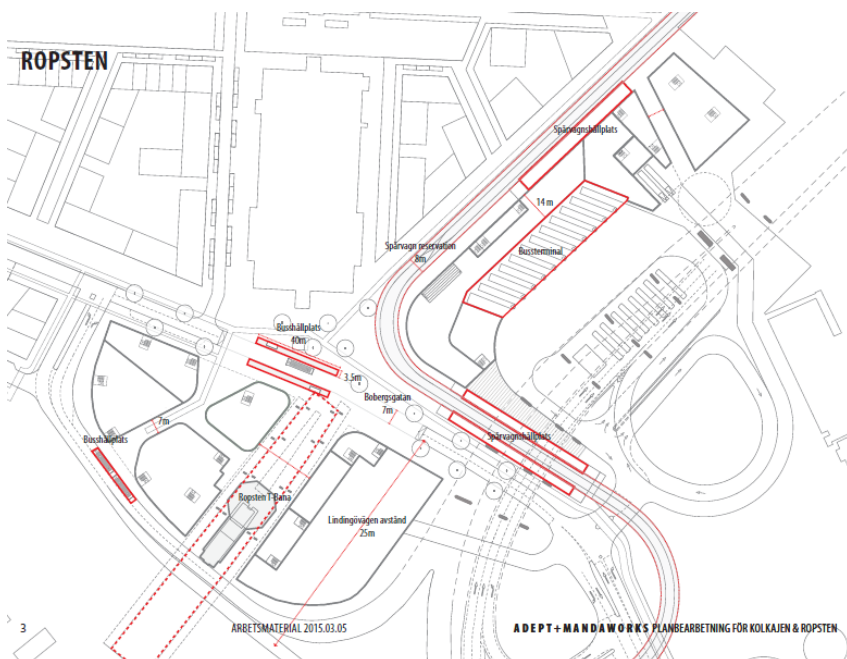 ROPSTEN
Spårvagnshållplats
14 m
Spårvagn reservation
8m
Bussterminal
Busshållplats
40m
3.5m
Bobergsgatan
7m
7m
Busshållplats
Spårvagnshållplats
Ropsten T-Bana
Lindingövägen avstånd
25m
3
ARBETSMATERIAL 2015.03.05
ADEPT+MANDAWORKS PLANBEARBETNING FÖR KOLKAJEN & ROPSTEN